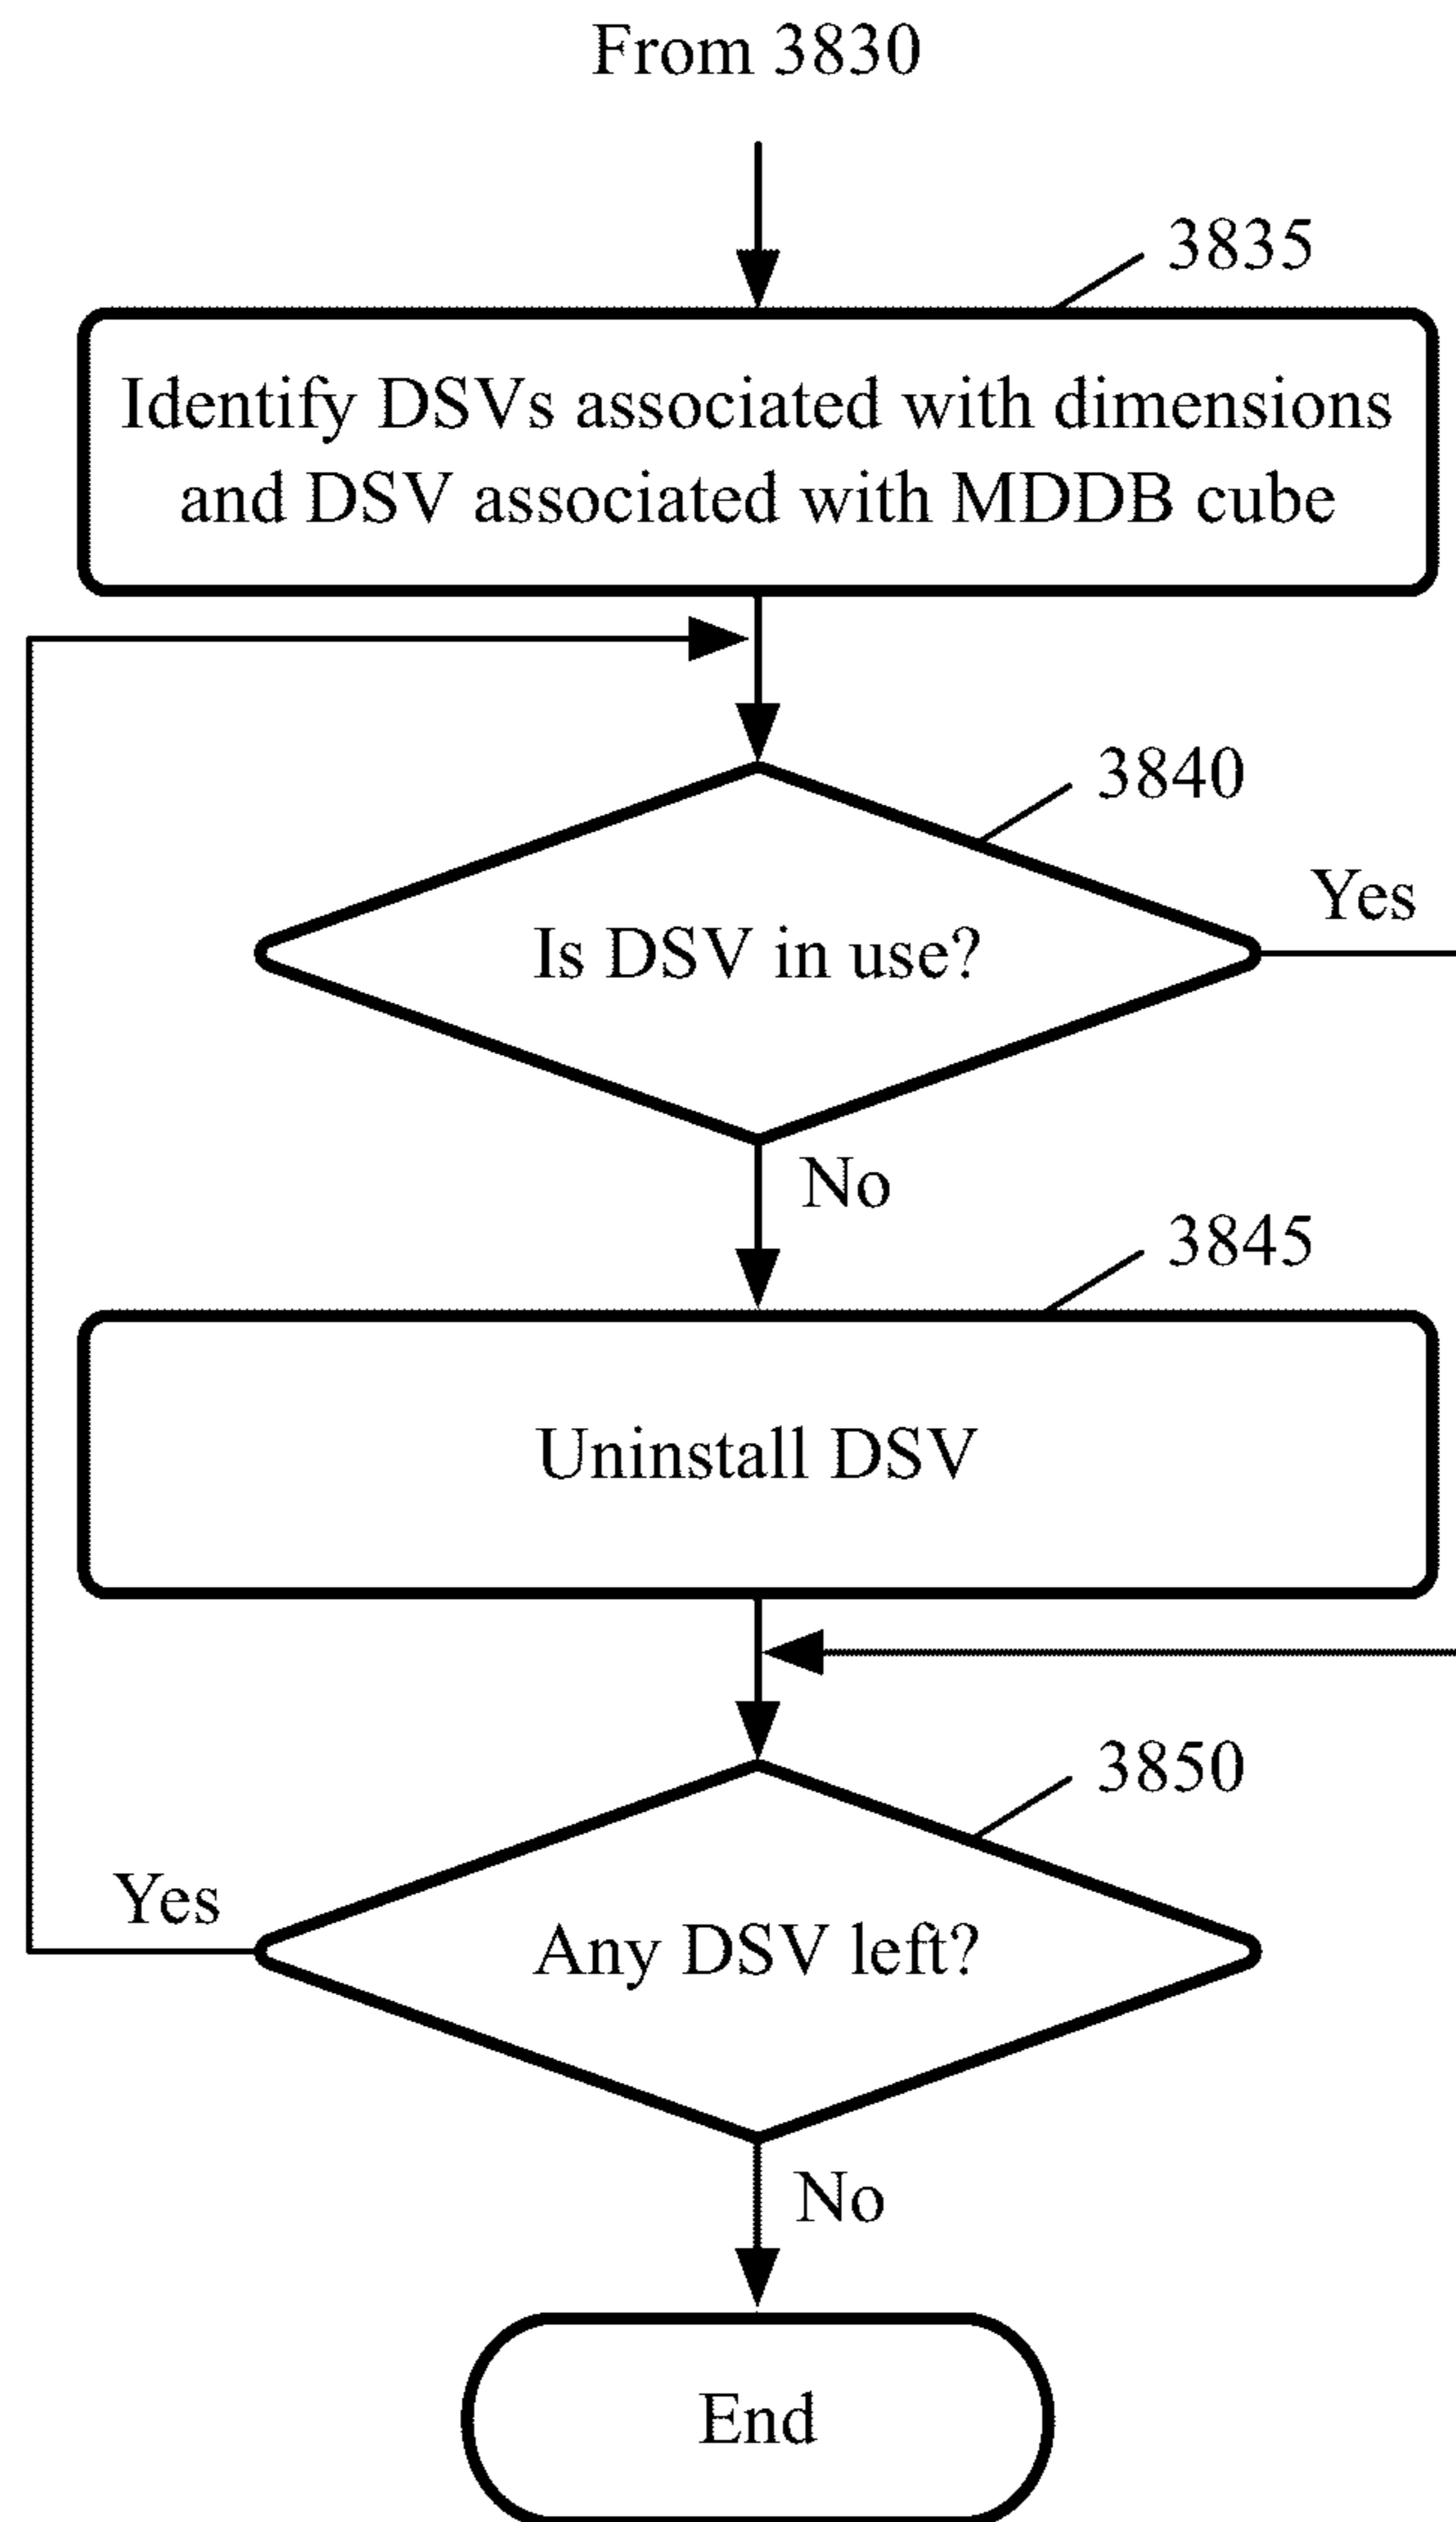 From 3830
3835
Identify DSVs associated with dimensions
and DSV associated with MDDB cube
3840
Yes
Is DSV in use?
No
3845
Uninstall DSV
3850
Yes
Any DSV left?
No
End